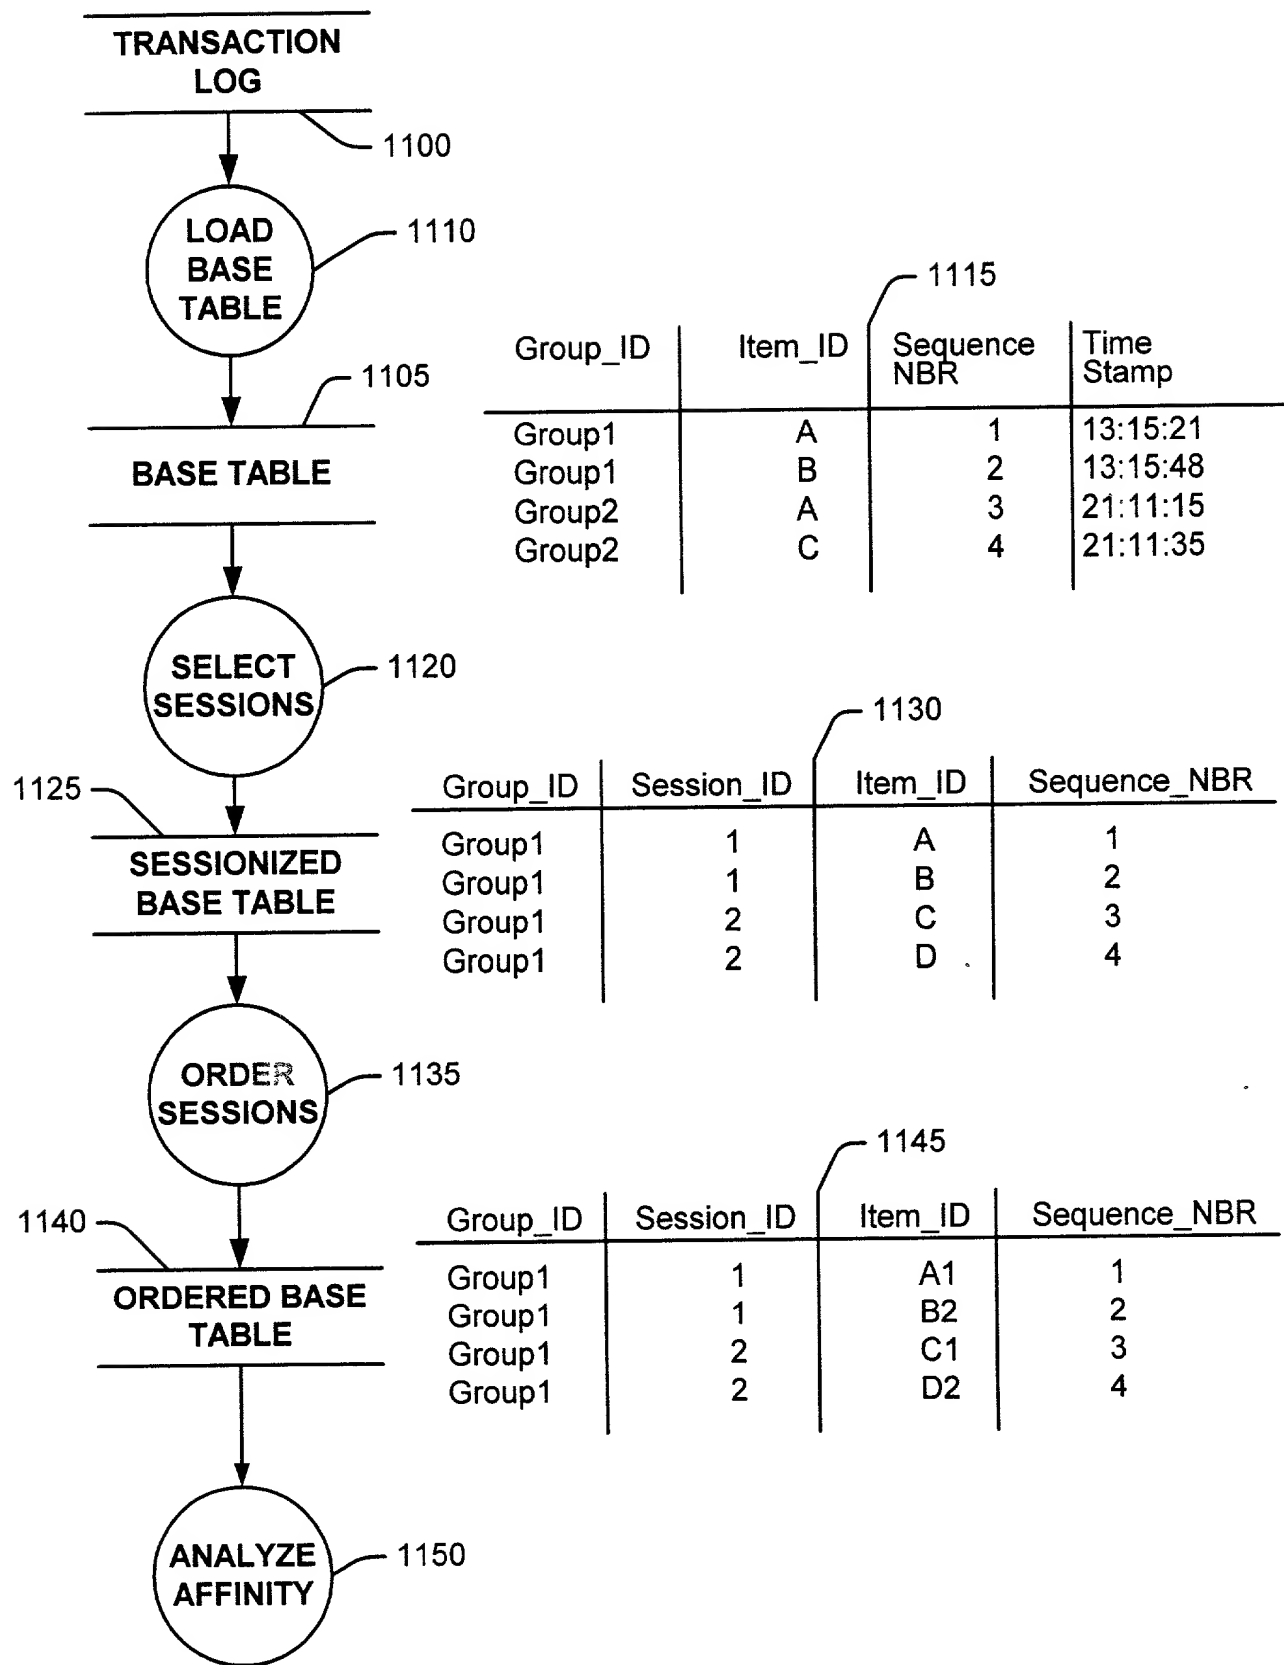 TRANSACTION
LOG
1100
LOAD
BASE
TABLE
1110
1105
BASE TABLE
1115
Group_ID Item_ID Sequence NBR Time Stamp
Group1 A 1 13:15:21
Group1 B 2 13:15:48
Group2 A 3 21:11:15
Group2 C 4 21:11:35
SELECT
SESSIONS
1120
1125
SESSIONIZED
BASE TABLE
1130
Group_ID Session_ID Item_ID Sequence_NBR
Group1 1 A 1
Group1 1 B 2
Group1 2 C 3
Group1 2 D 4
ORDER
SESSIONS
1135
1140
ORDERED BASE
TABLE
1145
Group_ID Session_ID Item_ID Sequence_NBR
Group1 1 A1 1
Group1 1 B2 2
Group1 2 C1 3
Group1 2 D2 4
ANALYZE
AFFINITY
1150